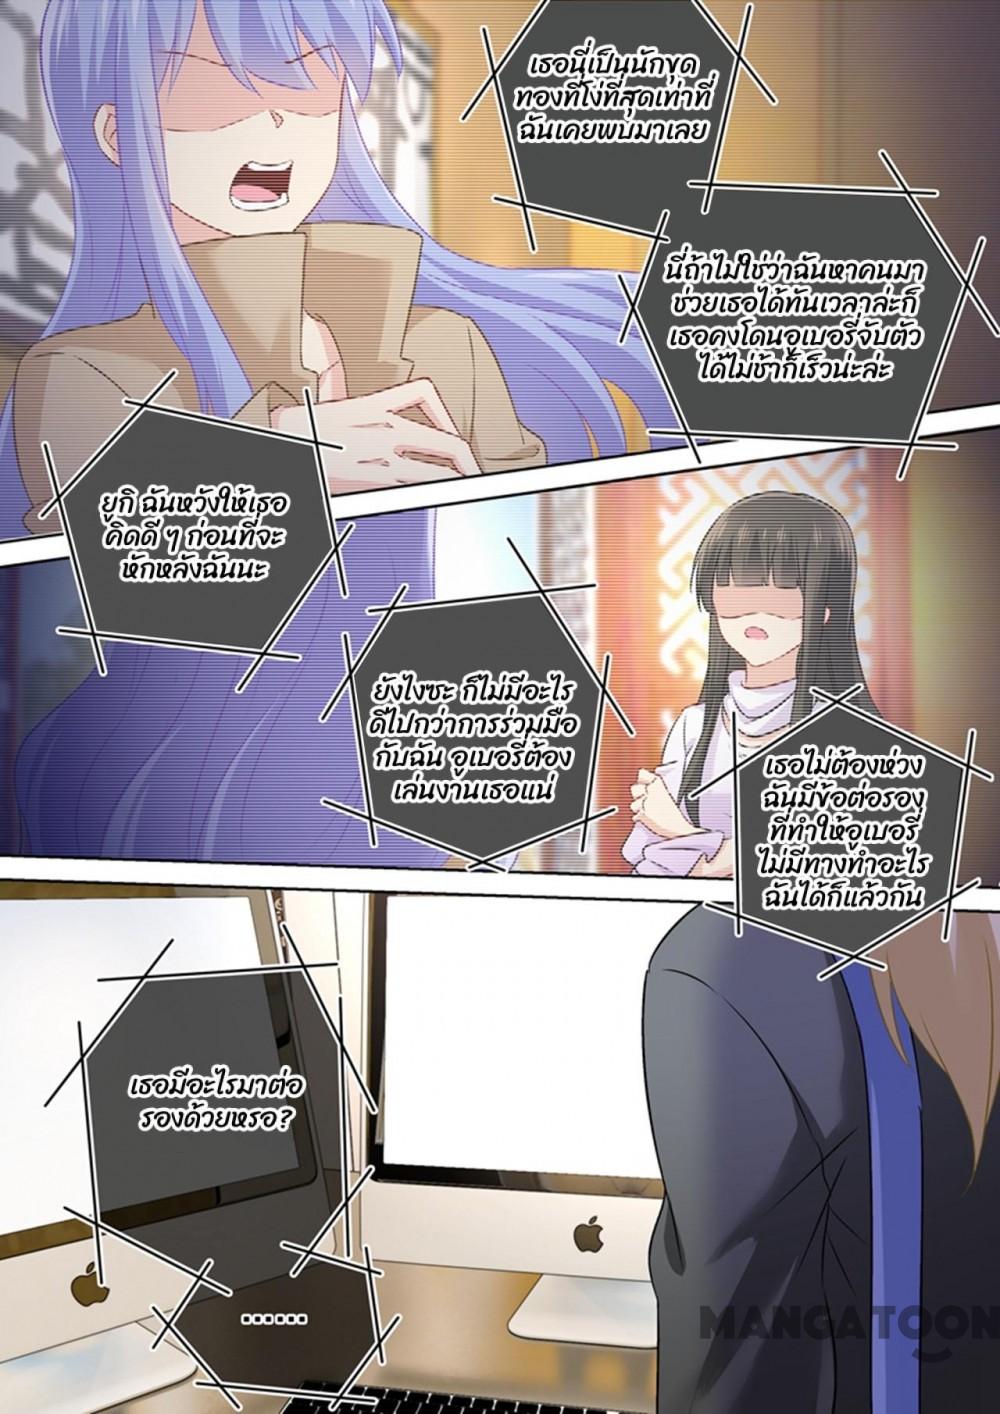 เธอนี่เป็นนักขุด
ทองที่โง่ที่สุดเท่าที่
ฉันเคยพบมาเลย
นี่ถ้าไม่ใช่ว่าฉันหาคนมา
ช่วยเธอได้ทันเวลาล่ะก็
เธอคงโดนอูเบอรี่จับตัว
ได้ไม่ช้าก็เร็วน่ะล่ะ
ยูกิ ฉันหวังให้เธอ
คิดดี ๆ ก่อนที่จะ
หักหลังฉันนะ
ยังไงซะ ก็ไม่มีอะไร
ดีไปกว่าการร่วมมือ
กับฉัน อูเบอรี่ต้อง
เล่นงานเธอแน่
เธอไม่ต้องห่วง
ฉันมีข้อต่อรอง
ที่ทำให้อูเบอรี่
ไม่มีทางทำอะไร
ฉันได้ก็แล้วกัน
เธอมีอะไรมาต่อ
รองด้วยหรอ?
......
MANGATOON